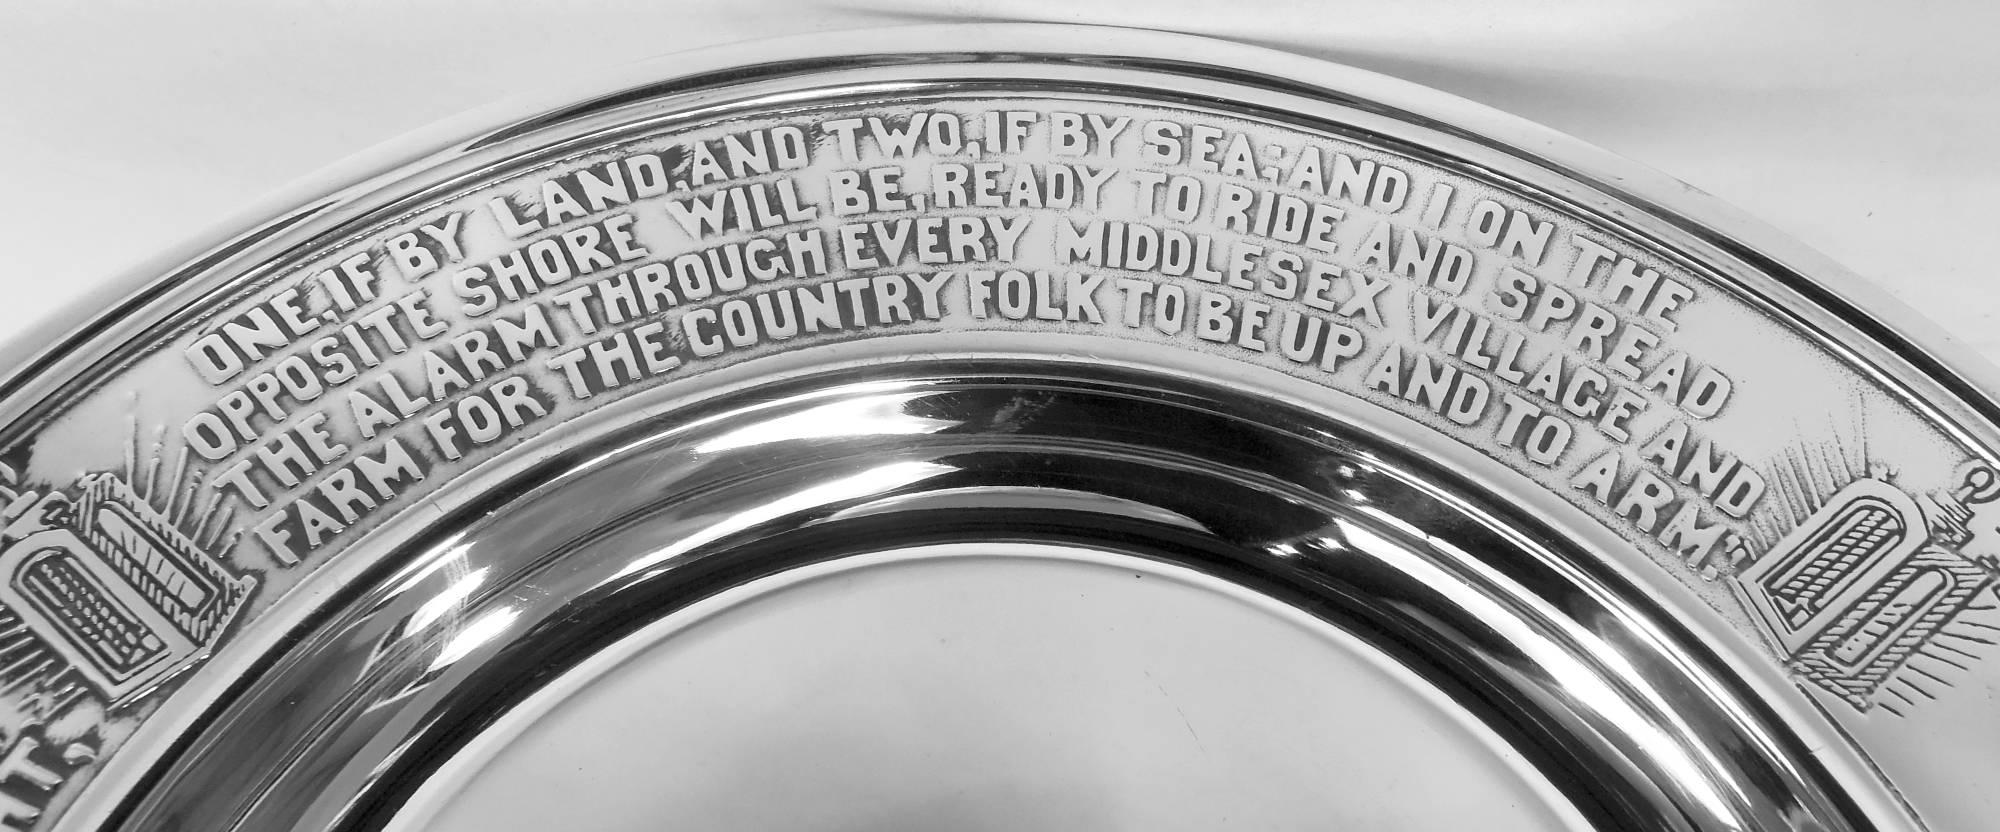 ONE, IF BY LAND, AND TWO, IF BY SEA; AND I ON THE
OPPOSITE SHORE WILL BE, READY TO RIDE AND SPREAD
THE ALARM THROUGH EVERY MIDDLESEX VILLAGE AND
FARM FOR THE COUNTRY FOLK TO BE UP AND TO ARM."